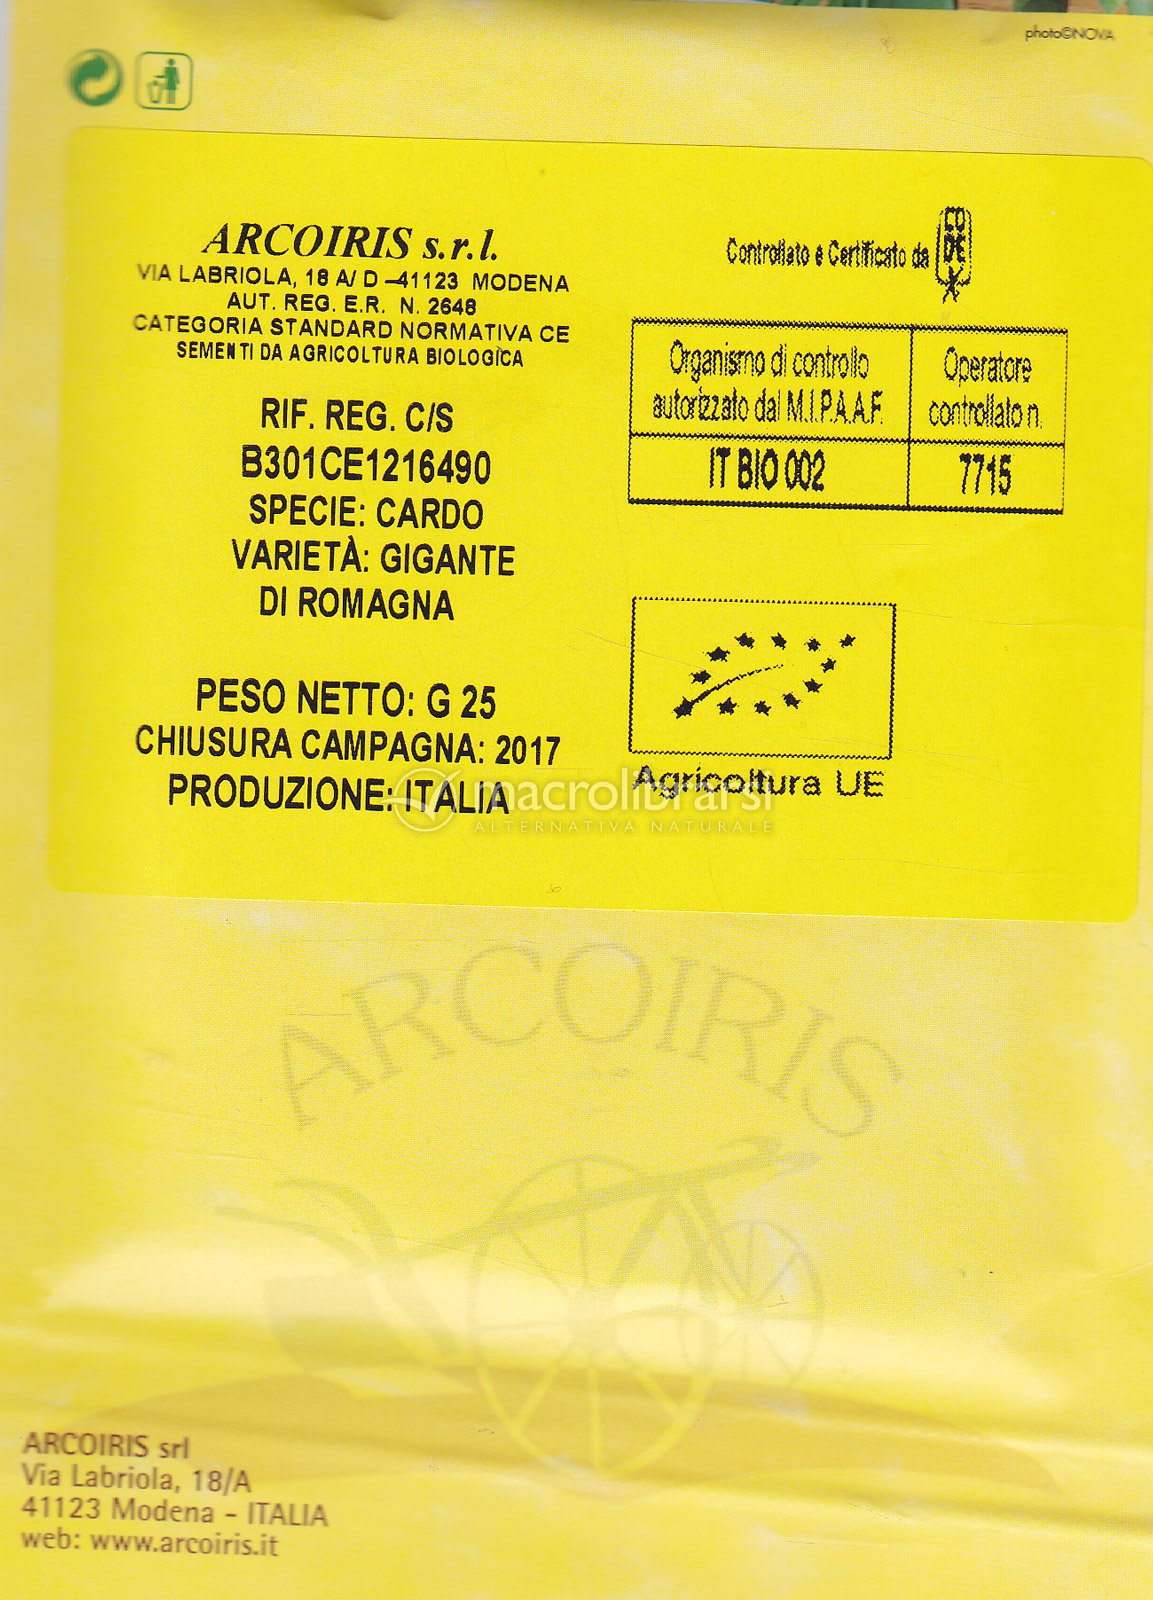 photo©NOVA
ARCOIRIS s.r.l.
VIA LABRIOLA, 18 A/ D –41123 MODENA
AUT. REG. E.R. N. 2648
CATEGORIA STANDARD NORMATIVA CE
SEMENTI DA AGRICOLTURA BIOLOGICA
RIF. REG. C/S
B301CE1216490
SPECIE: CARDO
VARIETÀ: GIGANTE
DI ROMAGNA
PESO NETTO: G 25
CHIUSURA CAMPAGNA: 2017
PRODUZIONE: ITALIA
Controllato e Certificato da
CO
DE
X
Organismo di controllo
autorizzato dal M.I.P.A.A.F.
Operatore
controllato n.
IT BIO 002
7715
Agricoltura UE
macrolibrarsi
ALTERNATIVA NATURALE
ARCOIRIS
ARCOIRIS srl
Via Labriola, 18/A
41123 Modena - ITALIA
web: www.arcoiris.it